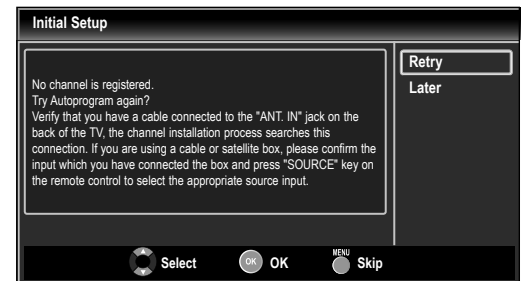 Initial Setup
No channel is registered.
Try Autoprogram again?
Verify that you have a cable connected to the "ANT. IN" jack on the
back of the TV, the channel installation process searches this
connection. If you are using a cable or satellite box, please confirm the
input which you have connected the box and press "SOURCE" key on
the remote control to select the appropriate source input.
Retry
Later
Select OK OK MENU Skip